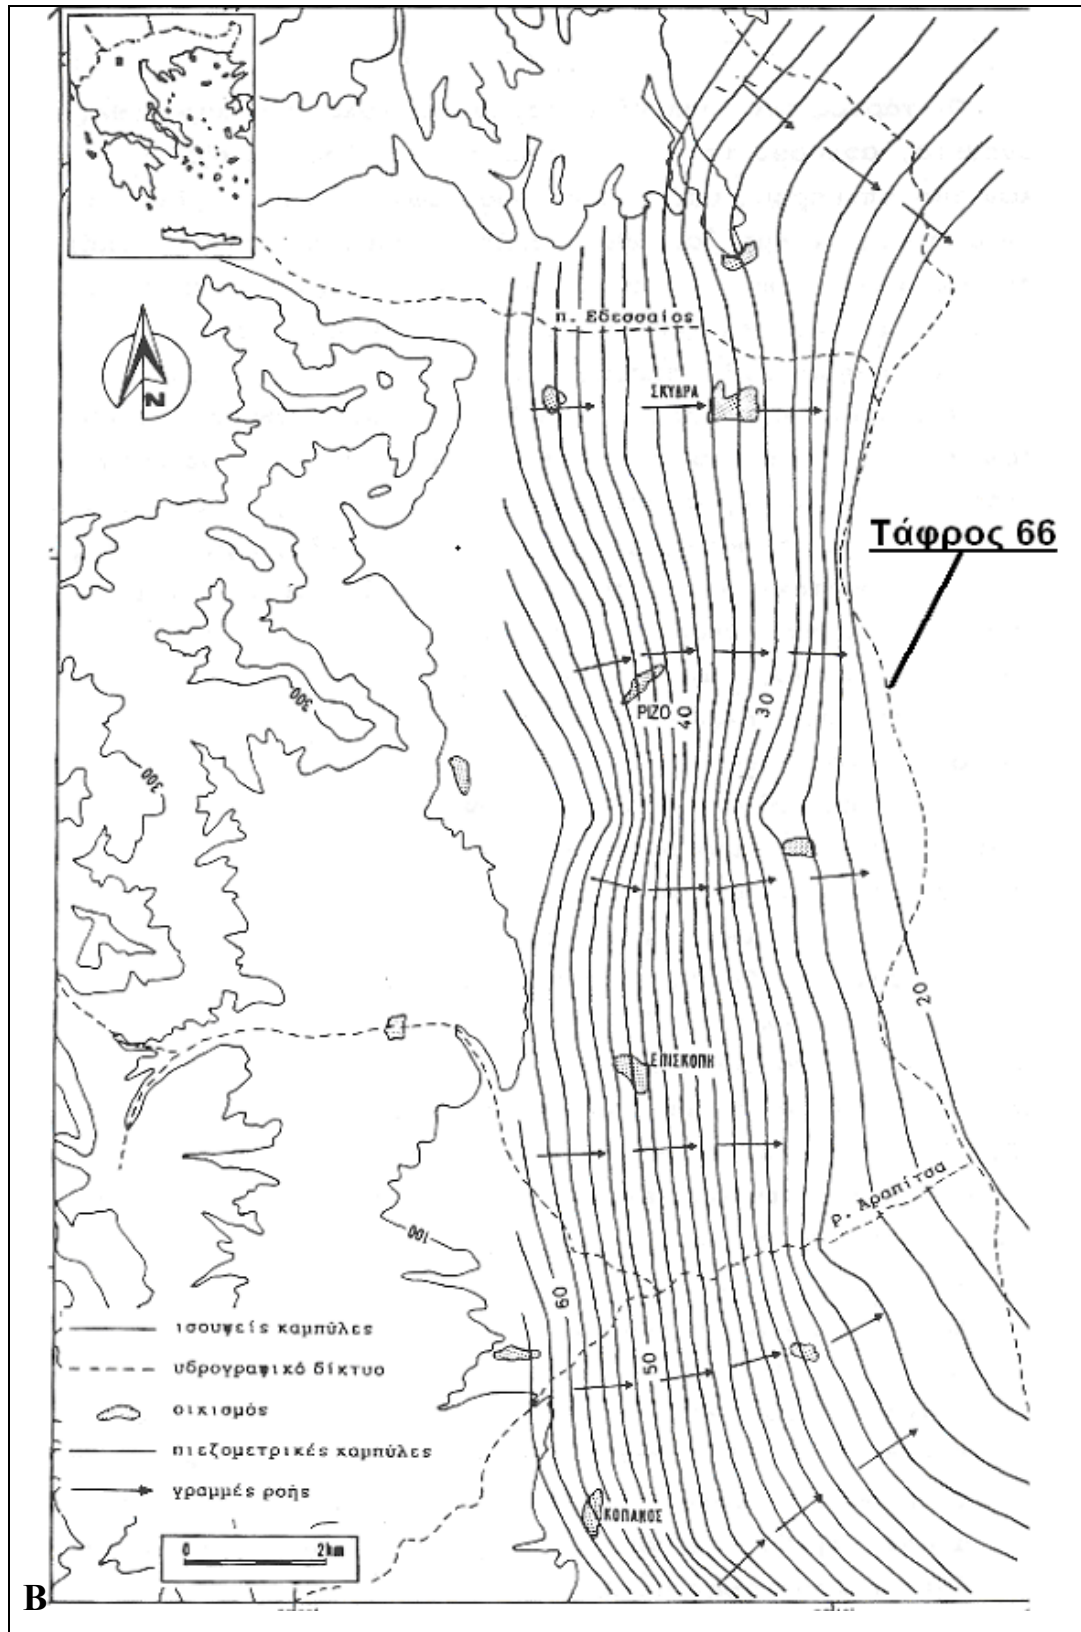 N
π. Εδεσσαίος
ΣΚΥΔΡΑ
Τάφρος 66
300
ΡΙΖΟ
40
30
300
20
ΕΠΙΣΚΟΠΗ
ρ. Αραπίτσα
100
60
50
ισουψείς καμπύλες
υδρογραφικό δίκτυο
οικισμός
πιεζομετρικές καμπύλες
γραμμές ροής
ΚΟΠΑΝΟΣ
0 2km
B